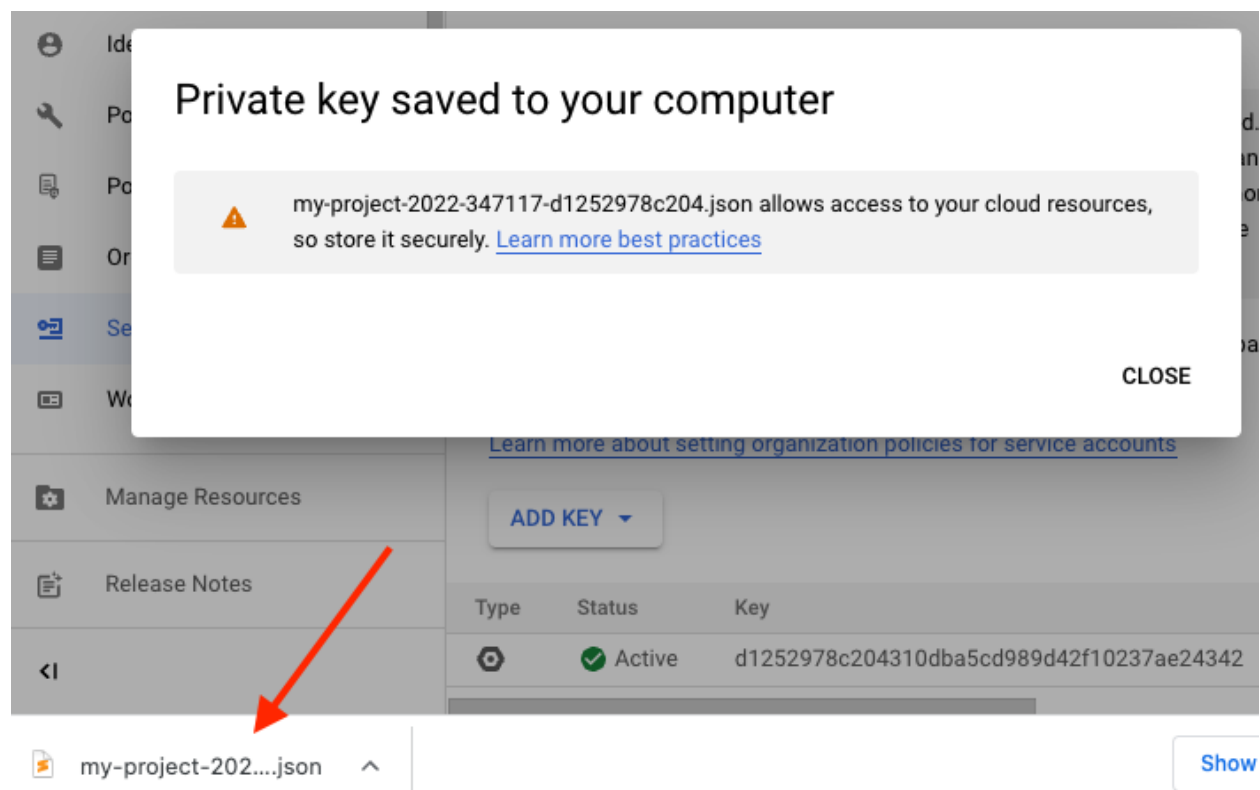 Private key saved to your computer
my-project-2022-347117-d1252978c204.json allows access to your cloud resources,
so store it securely. Learn more best practices
CLOSE
Learn more about setting organization policies for service accounts
Manage Resources
ADD KEY
Release Notes
Type Status Key
Active d1252978c204310dba5cd989d42f10237ae24342
my-project-202....json
Show